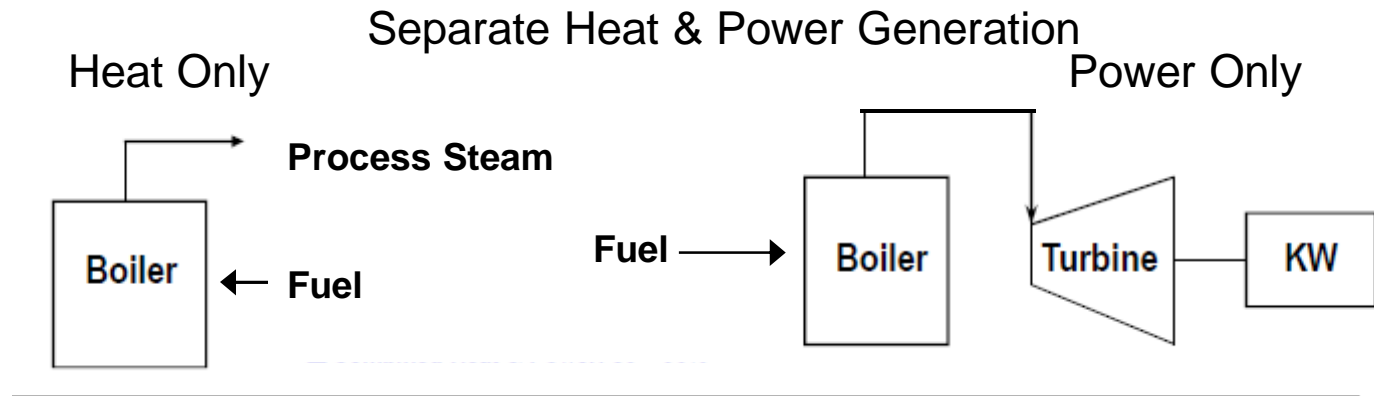 Separate Heat & Power Generation
Heat Only
Power Only
Process Steam
Boiler
Fuel
Fuel
Boiler
Turbine
KW